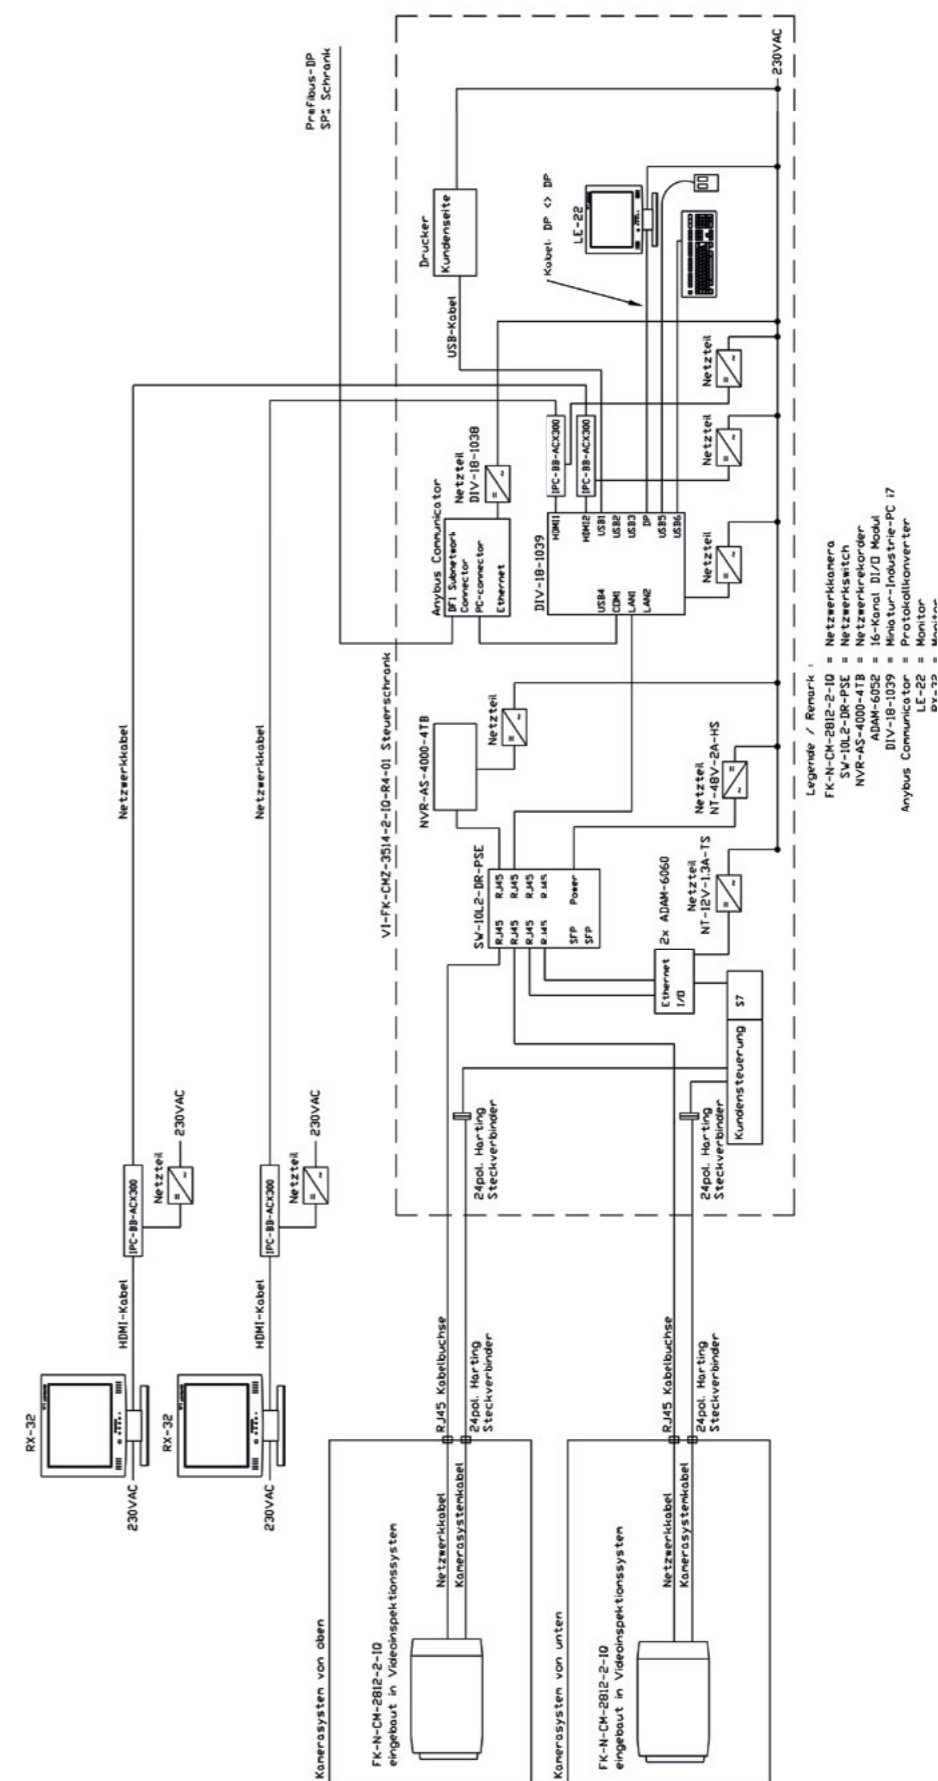 RX-32
230VAC
HDMI-Kabel
IPC-BB-ACX300
Netzteil
230VAC
Netzwerkkabel
RX-32
230VAC
HDMI-Kabel
IPC-BB-ACX300
Netzteil
230VAC
Netzwerkkabel
Profibus-DP
SPS Schrank
Kamerasystem von oben
FK-N-CM-2812-2-IQ
eingebaut in Videoinspektionssystem
Netzwerkkabel
Kamerasystemkabel
RJ45 Kabelbuchse
24pol. Harting
Steckverbinder
24pol. Harting
Steckverbinder
Kamerasystem von unten
FK-N-CM-2812-2-IQ
eingebaut in Videoinspektionssystem
Netzwerkkabel
Kamerasystemkabel
RJ45 Kabelbuchse
24pol. Harting
Steckverbinder
24pol. Harting
Steckverbinder
VI-FK-CMZ-3514-2-IQ-R4-01 Steuerschrank
Kundensteuerung
S7
Ethernet
I/O
2x ADAM-6060
Netzteil
NT-12V-1.3A-TS
SW-10L2-DR-PSE
RJ45
RJ45
RJ45
RJ45
SFP
SFP
RJ45
RJ45
RJ45
RJ45
Power
Netzteil
NT-48V-2A-HS
NVR-AS-4000-4TB
Netzteil
Anybus Communicator
DF1 Subnetwork
Connector
PC-connector
Ethernet
Netzteil
DIV-18-1038
DIV-18-1039
USB4
COM1
LAN1
LAN2
HDMI1
HDMI2
USB1
USB2
USB3
DP
USB5
USB6
IPC-BB-ACX300
IPC-BB-ACX300
Netzteil
Netzteil
Netzteil
USB-Kabel
Drucker
Kundenseite
Kabel: DP <> DP
LE-22
230VAC
Legende / Remark :
FK-N-CM-2812-2-IQ = Netzwerkkamera
SW-10L2-DR-PSE = Netzwerkswitch
NVR-AS-4000-4TB = Netzwerkrekorder
ADAM-6052 = 16-Kanal DI/O Modul
DIV-18-1039 = Miniatur-Industrie-PC i7
Anybus Communicator = Protokollkonverter
LE-22 = Monitor
RX-32 = Monitor